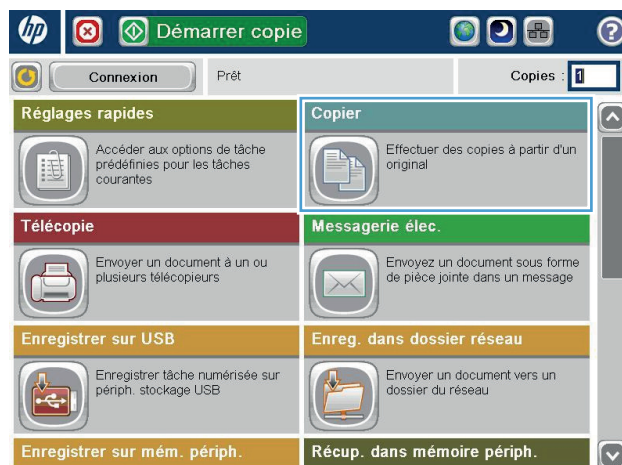 hp
Démarrer copie
?
Connexion
Prêt
Copies : 1
Réglages rapides
Copier
Accéder aux options
de tâche
prédéfinies pour les
tâches
courantes
Effectuer des copies à partir d'un
original
Télécopie
Messagerie élec.
Envoyer un document à un ou
plusieurs télécopieurs
Envoyez un document sous forme
de pièce jointe dans un message
Enregistrer sur USB
Enreg. dans dossier réseau
Enregistrer tâche numérisée sur
périph. stockage USB
Envoyer un document vers un
dossier du réseau
Enregistrer sur mém. périph.
Récup. dans mémoire périph.